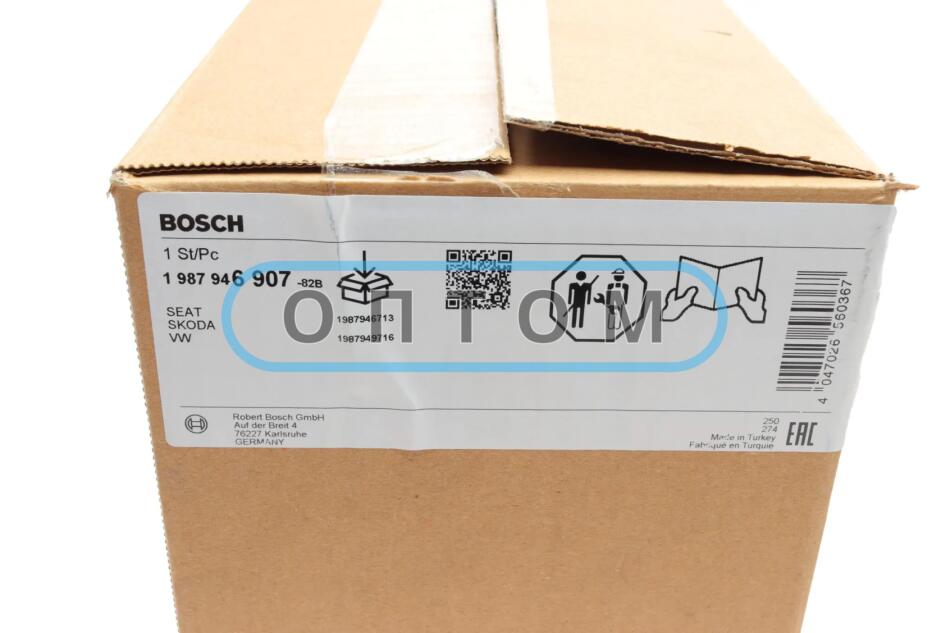 BOSCH
1 St/Pc
1 987 946 907 -82B
SEAT
SKODA
VW
1987946713
1987949716
ОПТОМ
4 047026 560367
Robert Bosch GmbH
Auf der Breit 4
76227 Karlsruhe
GERMANY
250
274
Made in Turkey
Fabriqué en Turquie
EAC